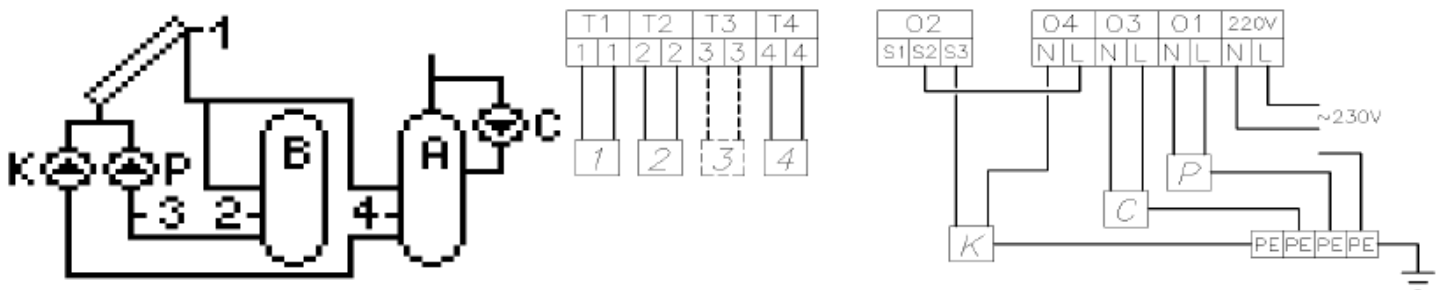 1
B
A
C
K
P
3
2
4
T1 T2 T3 T4
1 1 2 2 3 3 4 4
1 2 3 4
O2 O4 O3 O1 220V
S1 S2 S3 N L N L N L N L
~230V
P
C
K
PE PE PE PE